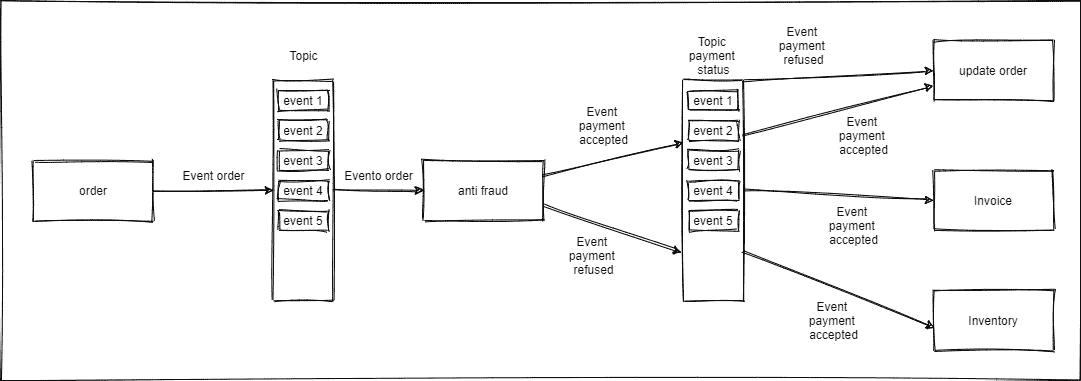 order
Event order
Topic
event 1
event 2
event 3
event 4
event 5
Evento order
anti fraud
Event
payment
accepted
Event
payment
refused
Topic
payment
status
event 1
event 2
event 3
event 4
event 5
Event
payment
refused
Event
payment
accepted
Event
payment
accepted
Event
payment
accepted
update order
Invoice
Inventory